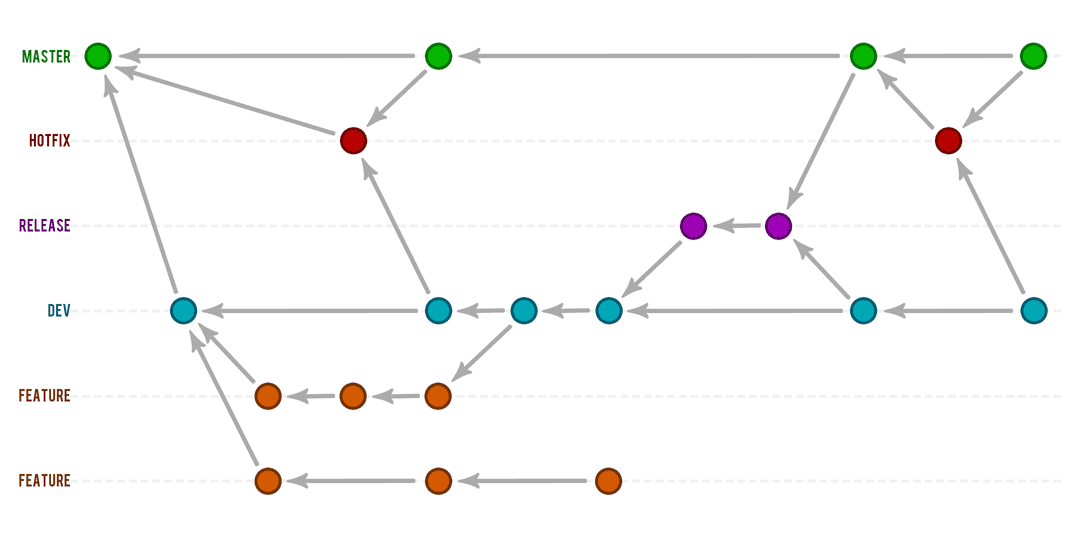 MASTER
HOTFIX
RELEASE
DEV
FEATURE
FEATURE